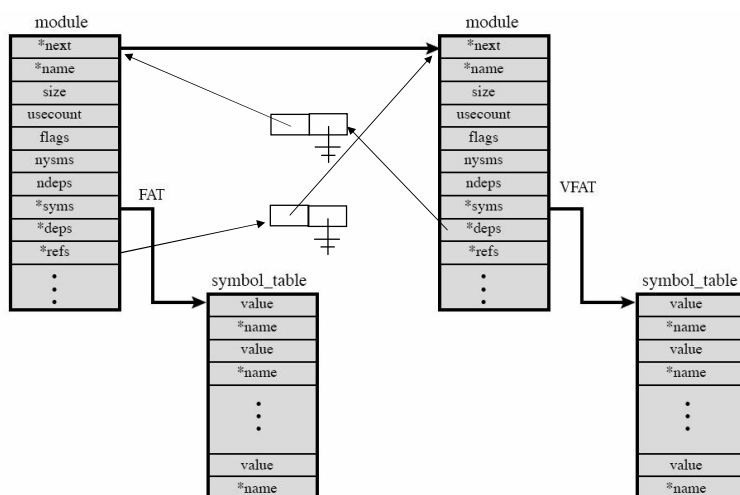 module
*next
*name
size
usecount
flags
nysms
ndeps
*syms
*deps
*refs
FAT
symbol_table
value
*name
value
*name
value
*name
module
*next
*name
size
usecount
flags
nysms
ndeps
*syms
*deps
*refs
VFAT
symbol_table
value
*name
value
*name
value
*name